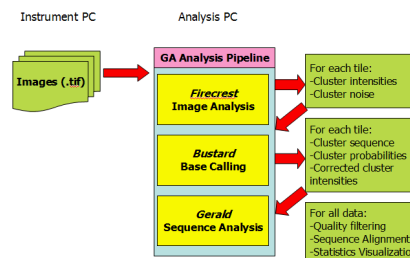 Instrument PC
Analysis PC
Images (.tif)
GA Analysis Pipeline
Firecrest
Image Analysis
Bustard
Base Calling
Gerald
Sequence Analysis
For each tile:
-Cluster intensities
-Cluster noise
For each tile:
-Cluster sequence
-Cluster probabilities
-Corrected cluster
intensities
For all data:
-Quality filtering
-Sequence Alignment
-Statistics Visualizatio